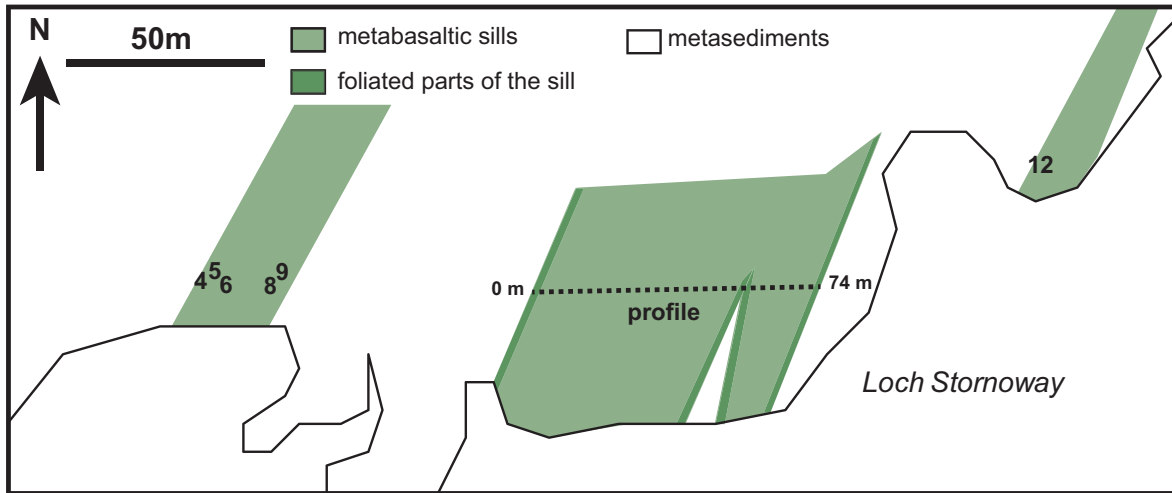 N
50m
metabasaltic sills
metasediments
foliated parts of the sill
12
4
5
6
8
9
0 m
74 m
profile
Loch Stornoway